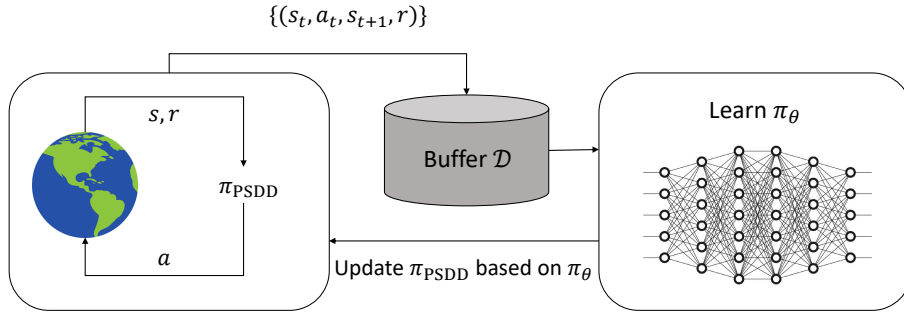 {(s_t, a_t, s_{t+1}, r)}
s, r
π_PSDD
a
Buffer 𝒟
Update π_PSDD based on π_θ
Learn π_θ